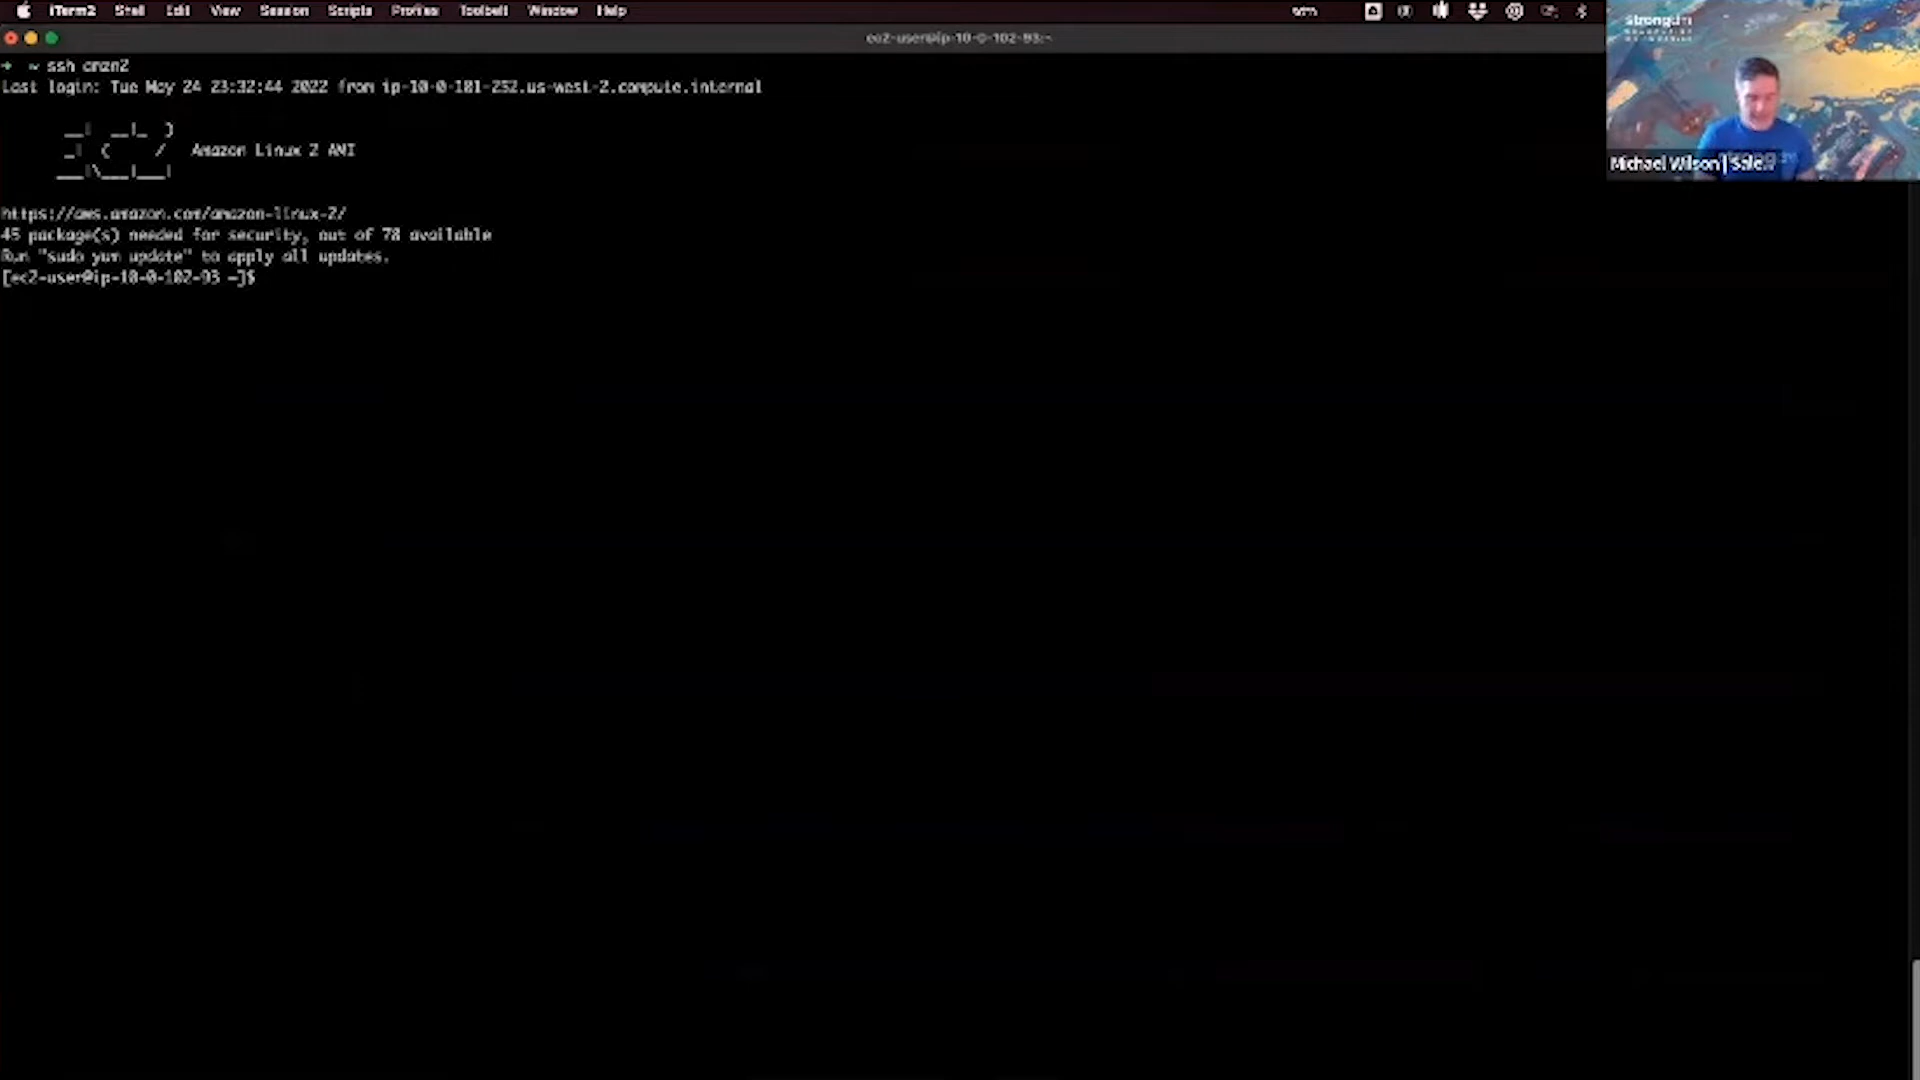 iTerm2 Shell Edit View Session Scripts Profiles Toolbelt Window Help
ec2-user@ip-10-0-102-93:~
strongdm
→ ~ ssh amzn2
Last login: Tue May 24 23:32:44 2022 from ip-10-0-101-252.us-west-2.compute.internal
__| __|_ )
_| ( / Amazon Linux 2 AMI
___|\___|___|
https://aws.amazon.com/amazon-linux-2/
45 package(s) needed for security, out of 78 available
Run "sudo yum update" to apply all updates.
[ec2-user@ip-10-0-102-93 ~]$
Michael Wilson | Sale...